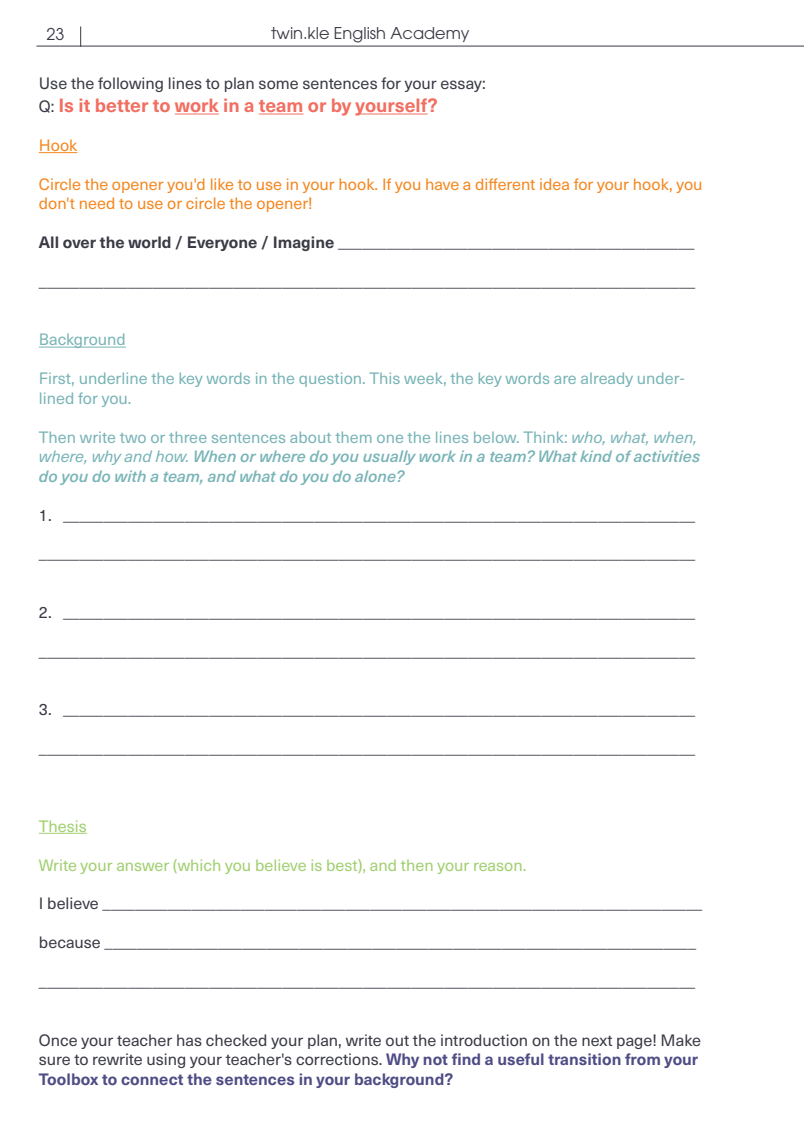 23 | twin.kle English Academy
Use the following lines to plan some sentences for your essay:
Q: Is it better to work in a team or by yourself?
Hook
Circle the opener you'd like to use in your hook. If you have a different idea for your hook, you
don't need to use or circle the opener!
All over the world / Everyone / Imagine
Background
First, underline the key words in the question. This week, the key words are already under-
lined for you.
Then write two or three sentences about them one the lines below. Think: who, what, when,
where, why and how. When or where do you usually work in a team? What kind of activities
do you do with a team, and what do you do alone?
1.
2.
3.
Thesis
Write your answer (which you believe is best), and then your reason.
I believe
because
Once your teacher has checked your plan, write out the introduction on the next page! Make
sure to rewrite using your teacher's corrections. Why not find a useful transition from your
Toolbox to connect the sentences in your background?